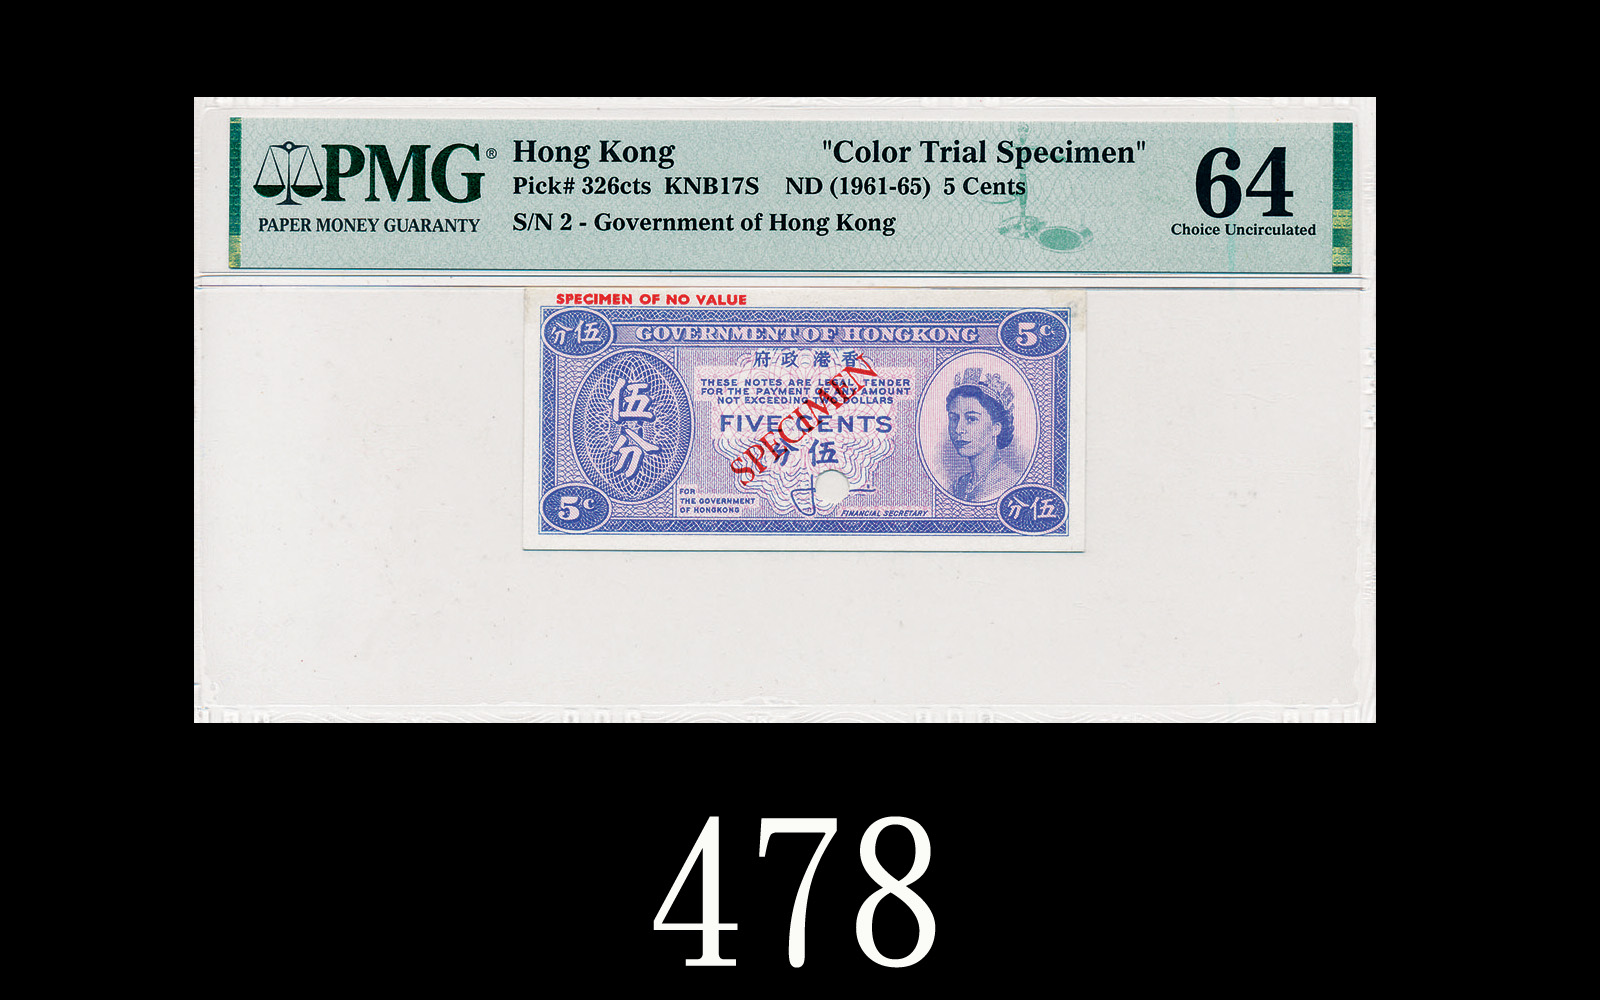 PMG® Hong Kong "Color Trial Specimen" 64
Pick# 326cts KNB17S ND (1961-65) 5 Cents
PAPER MONEY GUARANTY S/N 2 - Government of Hong Kong Choice Uncirculated
SPECIMEN OF NO VALUE
分伍 GOVERNMENT OF HONGKONG 5c
府政港香
THESE NOTES ARE LEGAL TENDER
FOR THE PAYMENT OF ANY AMOUNT
NOT EXCEEDING TWO DOLLARS
伍分
FIVE CENTS
分伍
SPECIMEN
FOR
THE GOVERNMENT
OF HONGKONG
FINANCIAL SECRETARY
5c 分伍
478